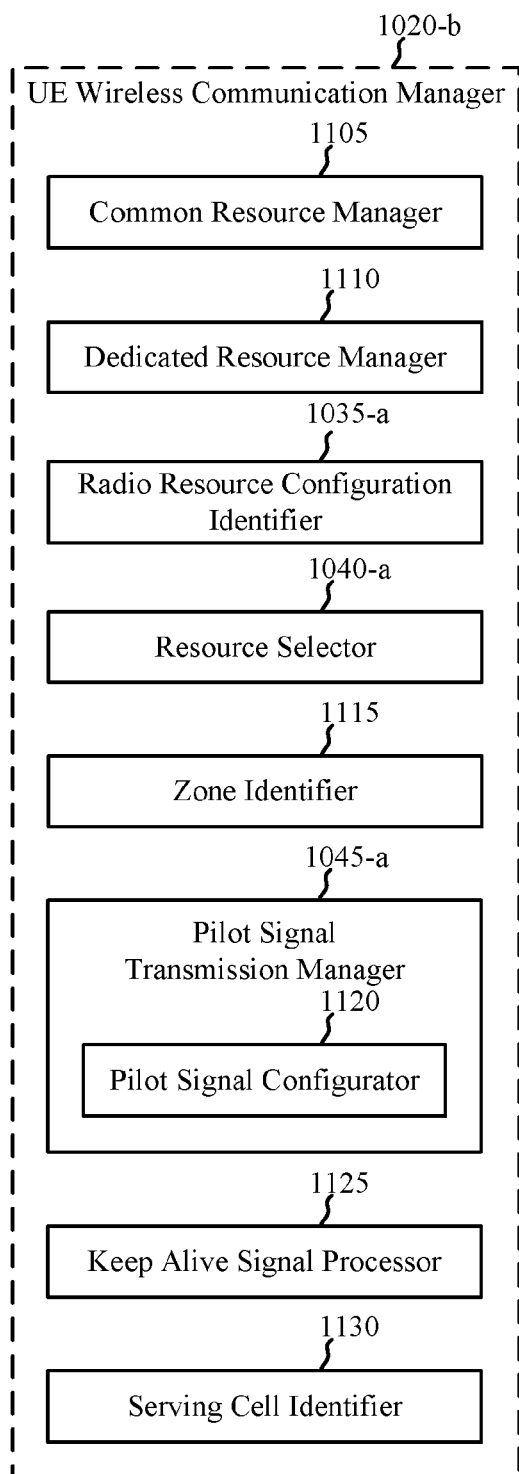 1020-b
UE Wireless Communication Manager
1105
Common Resource Manager
1110
Dedicated Resource Manager
1035-a
Radio Resource Configuration
Identifier
1040-a
Resource Selector
1115
Zone Identifier
1045-a
Pilot Signal
Transmission Manager
1120
Pilot Signal Configurator
1125
Keep Alive Signal Processor
1130
Serving Cell Identifier